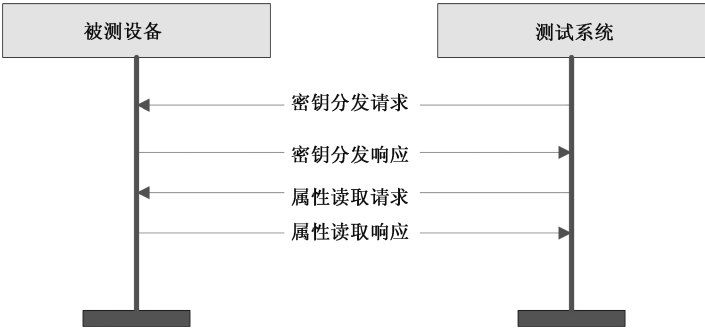 被测设备
测试系统
密钥分发请求
密钥分发响应
属性读取请求
属性读取响应